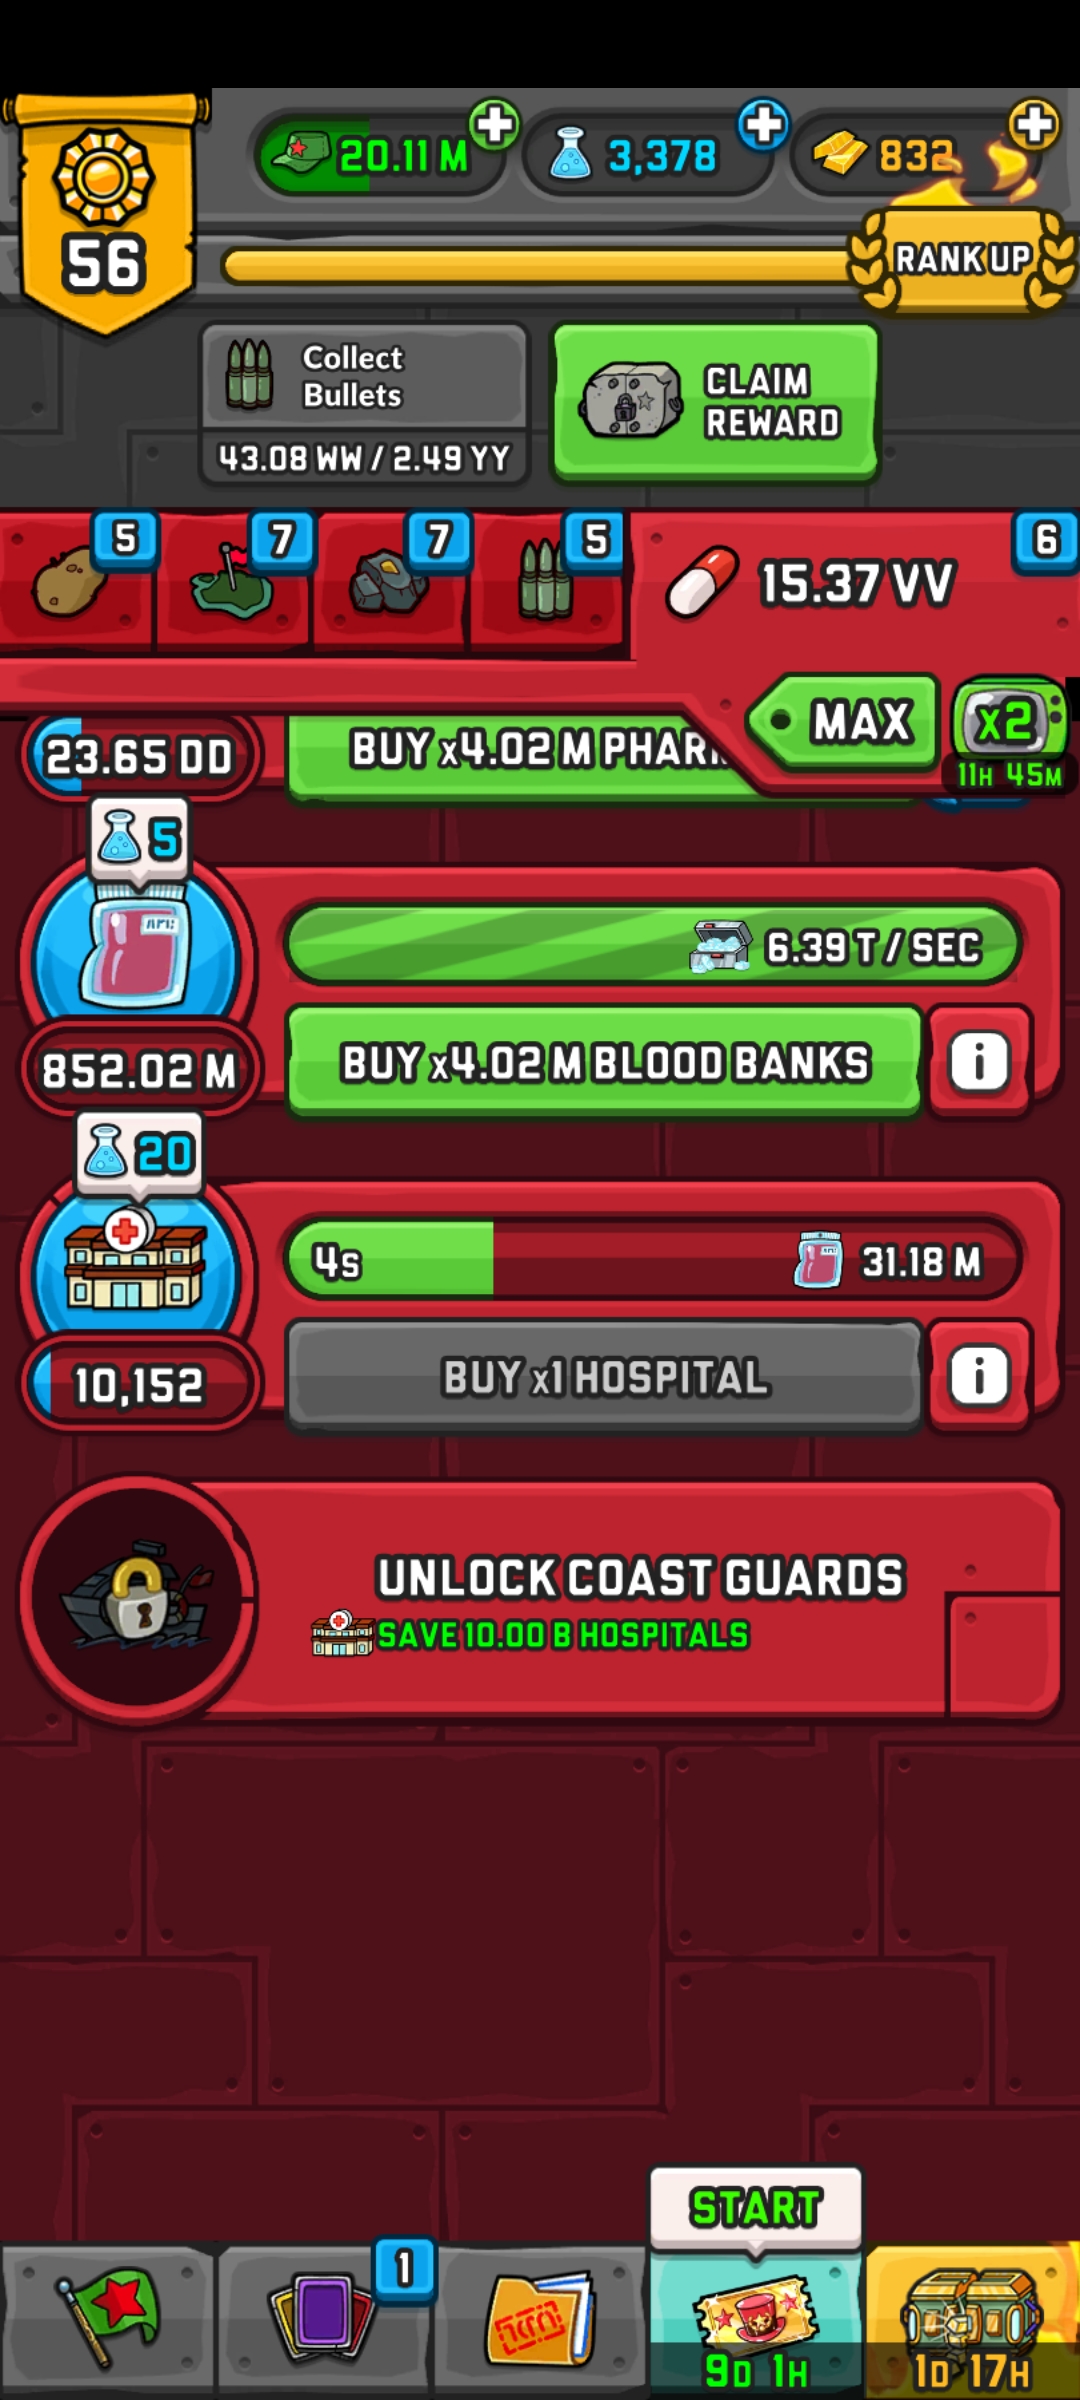 20.11 M
3,378
832
56
RANK UP
Collect
Bullets
43.08 WW / 2.49 YY
CLAIM
REWARD
5
7
7
5
6
15.37 VV
MAX
x2
11H 45M
23.65 DD
BUY x4.02 M PHAR
5
6.39 T / SEC
852.02 M
BUY x4.02 M BLOOD BANKS
i
20
4s
31.18 M
10,152
BUY x1 HOSPITAL
i
UNLOCK COAST GUARDS
SAVE 10.00 B HOSPITALS
START
1
9D 1H
1D 17H